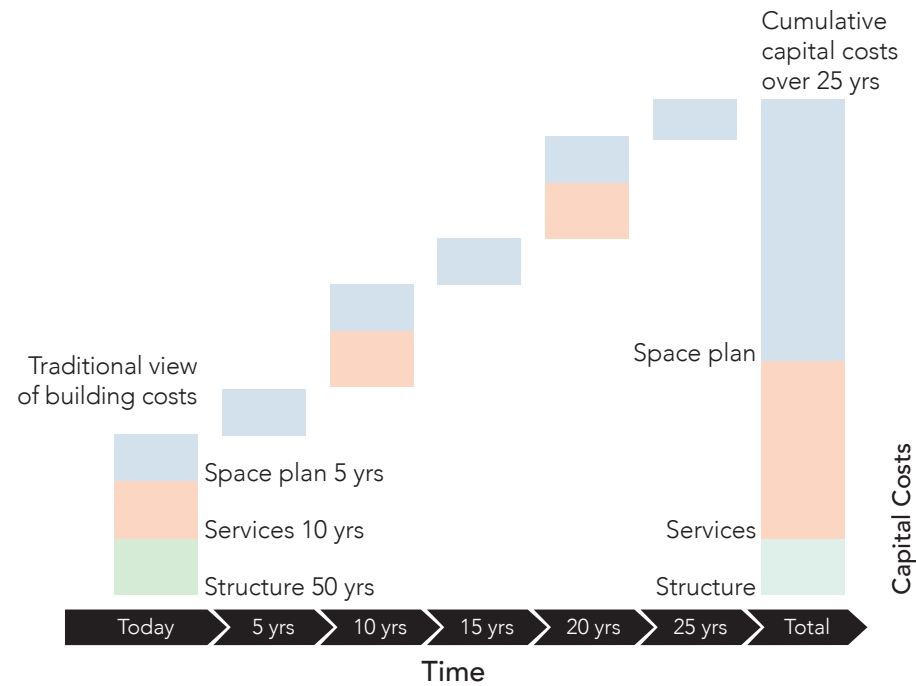 Cumulative
capital costs
over 25 yrs
Traditional view
of building costs
Space plan
Space plan 5 yrs
Services 10 yrs
Services
Structure 50 yrs
Structure
Capital Costs
Today
5 yrs
10 yrs
15 yrs
20 yrs
25 yrs
Total
Time